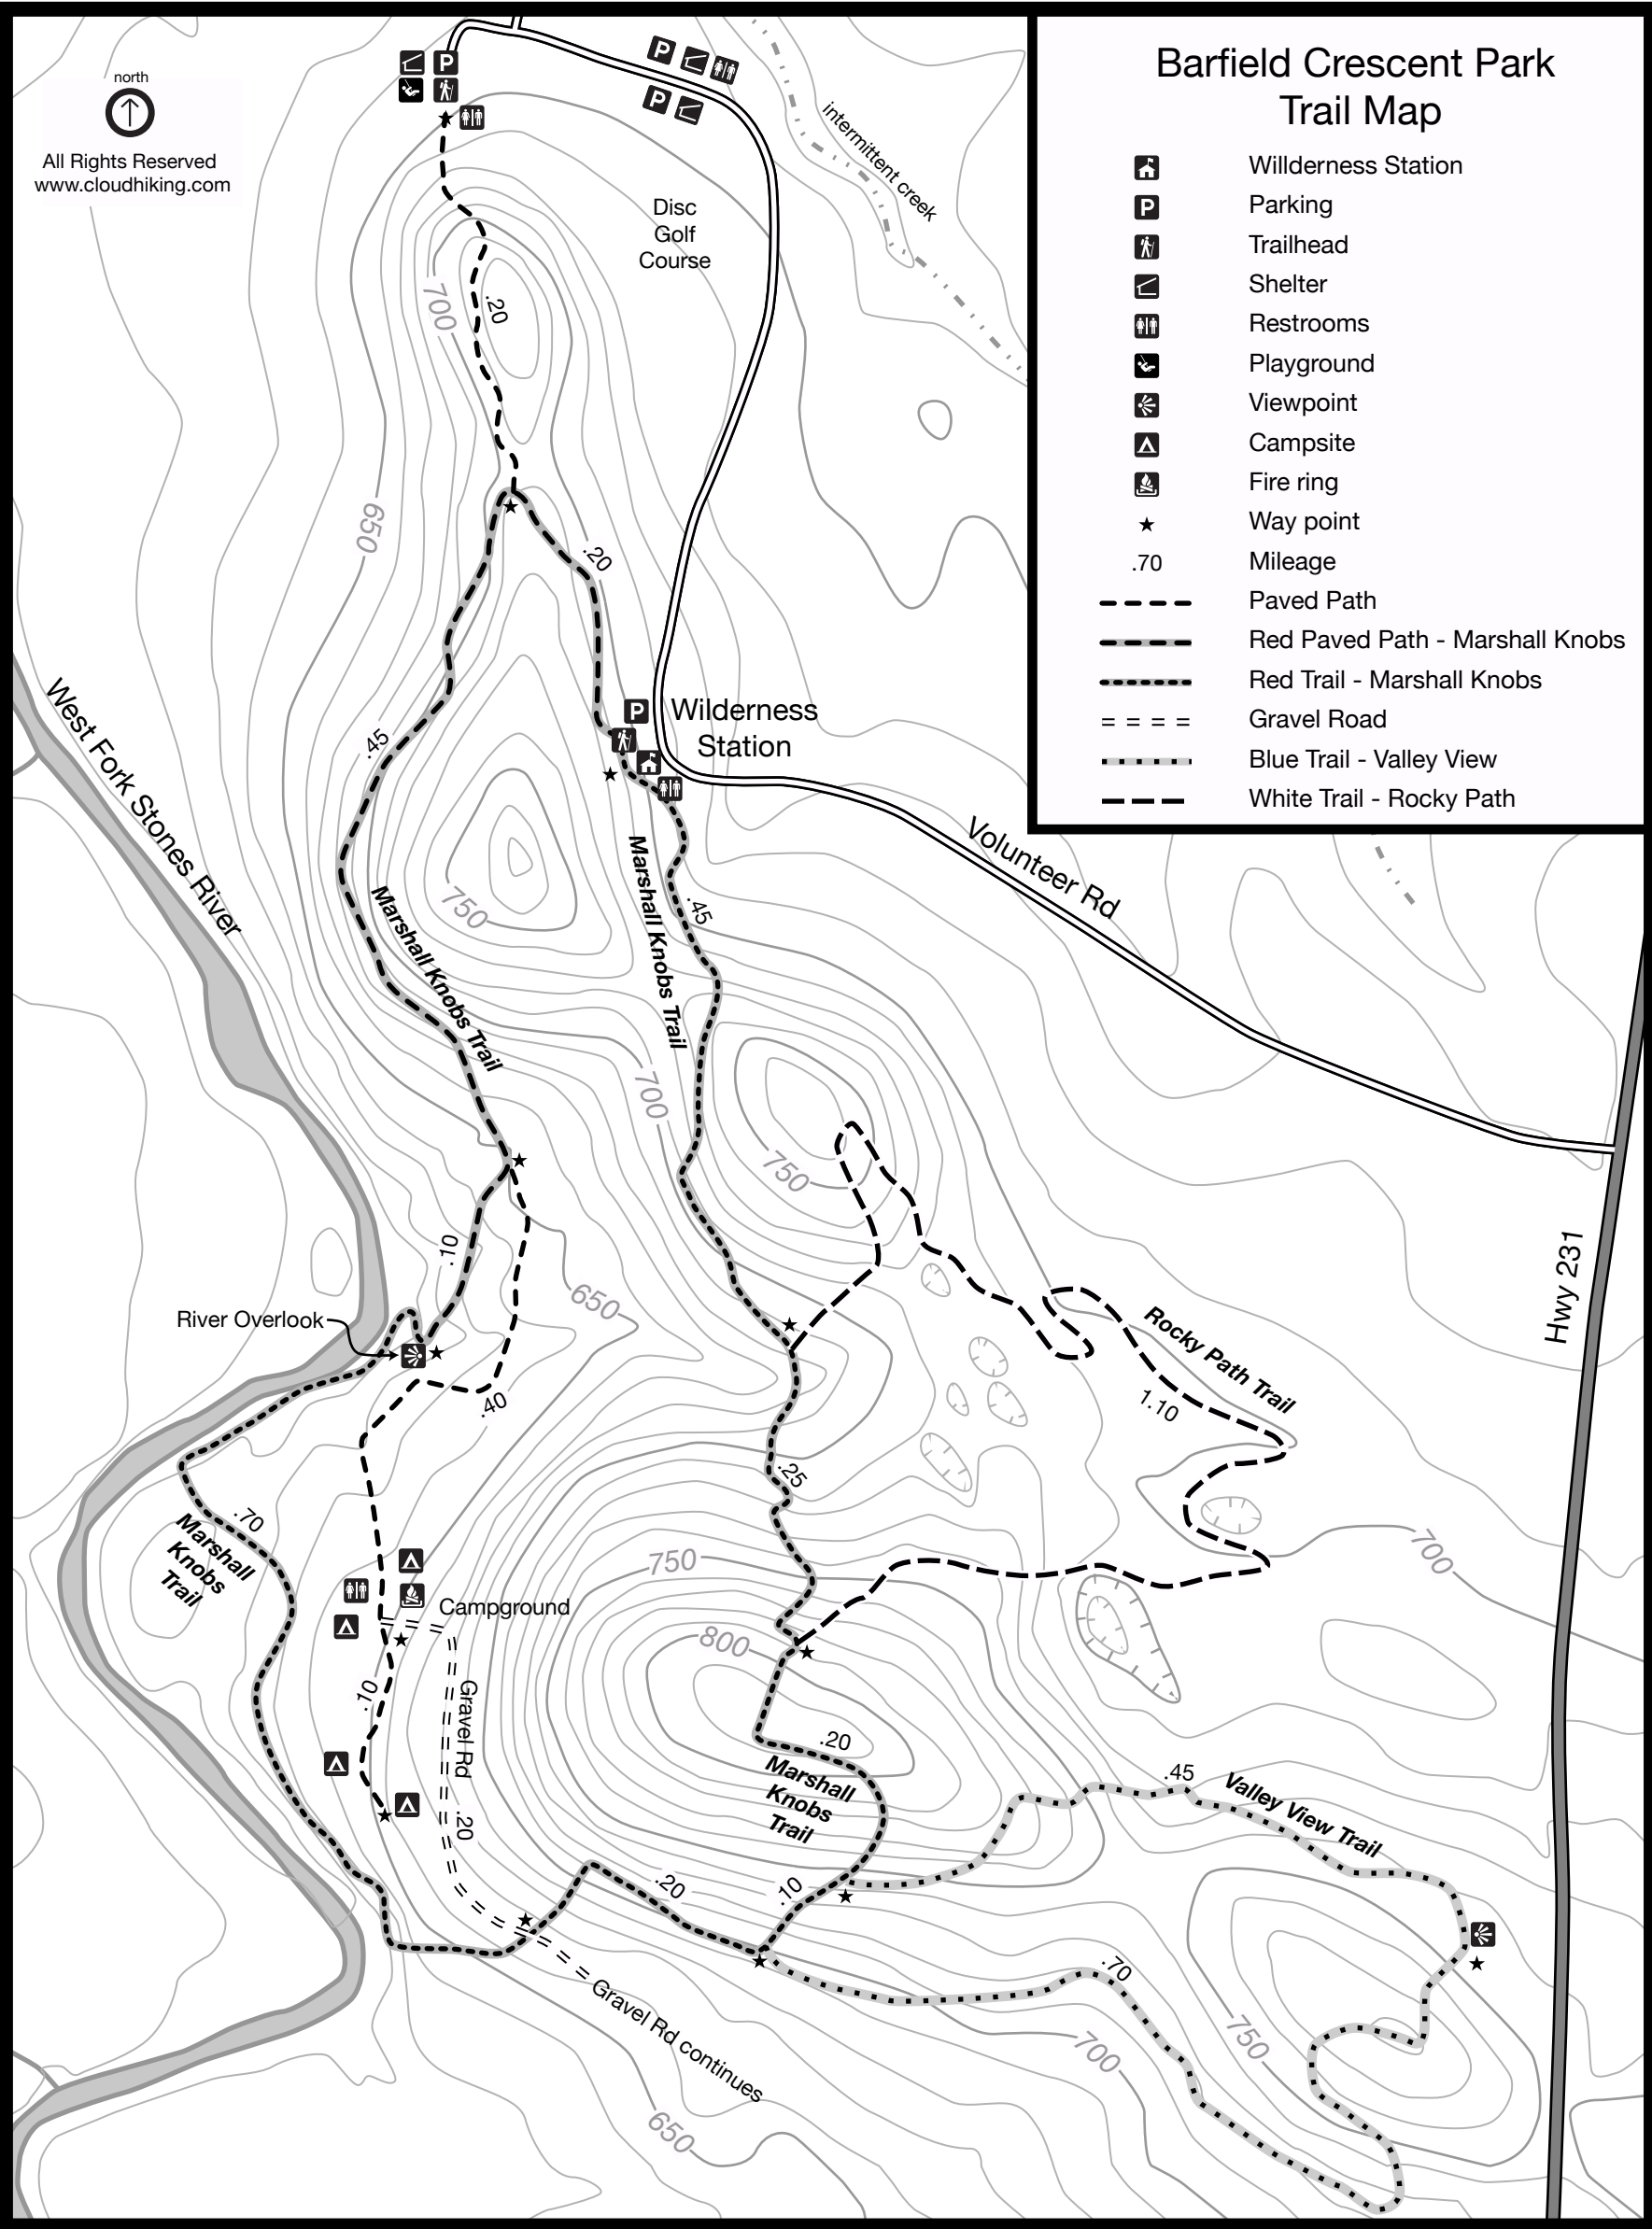 north
All Rights Reserved
www.cloudhiking.com
Barfield Crescent Park
Trail Map
Willderness Station
P
Parking
Trailhead
Shelter
Restrooms
Playground
Viewpoint
Campsite
Fire ring
Way point
.70
Mileage
Paved Path
Red Paved Path - Marshall Knobs
Red Trail - Marshall Knobs
Gravel Road
Blue Trail - Valley View
White Trail - Rocky Path
P
P
P
intermittent creek
Disc
Golf
Course
700
.20
650
.20
West Fork Stones River
P
Wilderness
Station
.45
Volunteer Rd
750
Marshall Knobs Trail
Marshall Knobs Trail
.45
700
750
Hwy 231
.10
650
River Overlook
Rocky Path Trail
1.10
.40
.25
.70
Marshall
Knobs
Trail
750
700
Campground
800
.10
Gravel Rd
.20
.20
Marshall
Knobs
Trail
.45
Valley View Trail
.20
.10
.70
Gravel Rd continues
700
750
650